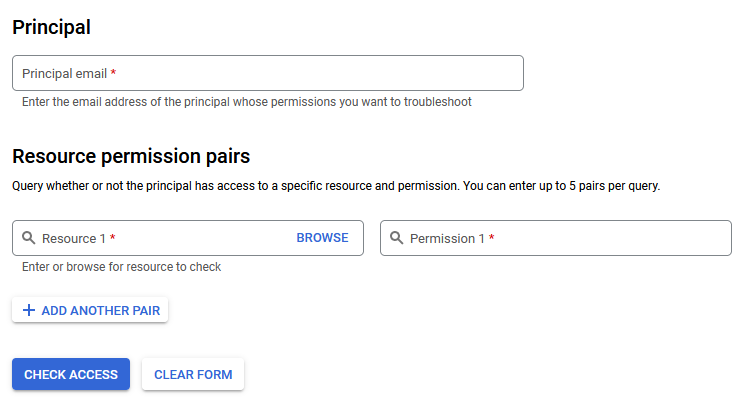 Principal
Principal email *
Enter the email address of the principal whose permissions you want to troubleshoot
Resource permission pairs
Query whether or not the principal has access to a specific resource and permission. You can enter up to 5 pairs per query.
Resource 1 * BROWSE Permission 1 *
Enter or browse for resource to check
+ ADD ANOTHER PAIR
CHECK ACCESS CLEAR FORM